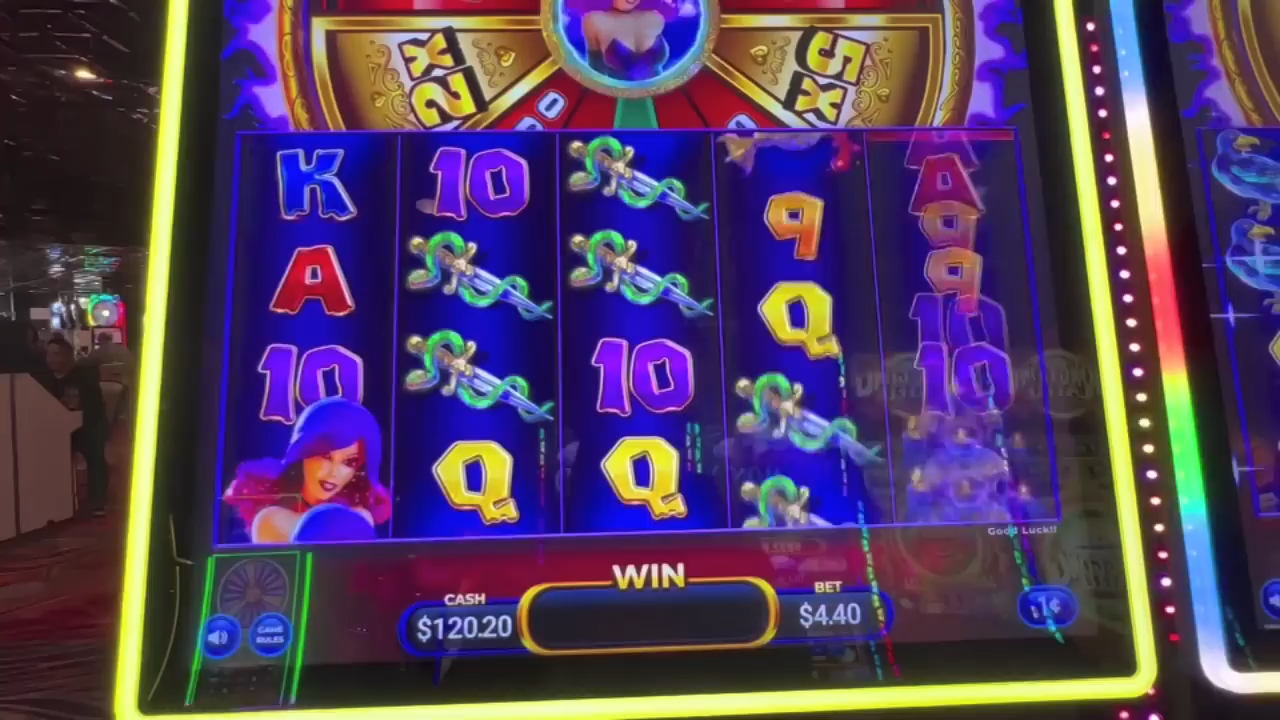 2X 5X
K 10 A
A 9 9
10 10 Q 10
Q Q 10
Good Luck!!
WIN
CASH BET
$120.20 $4.40 1¢
GAME
RULES